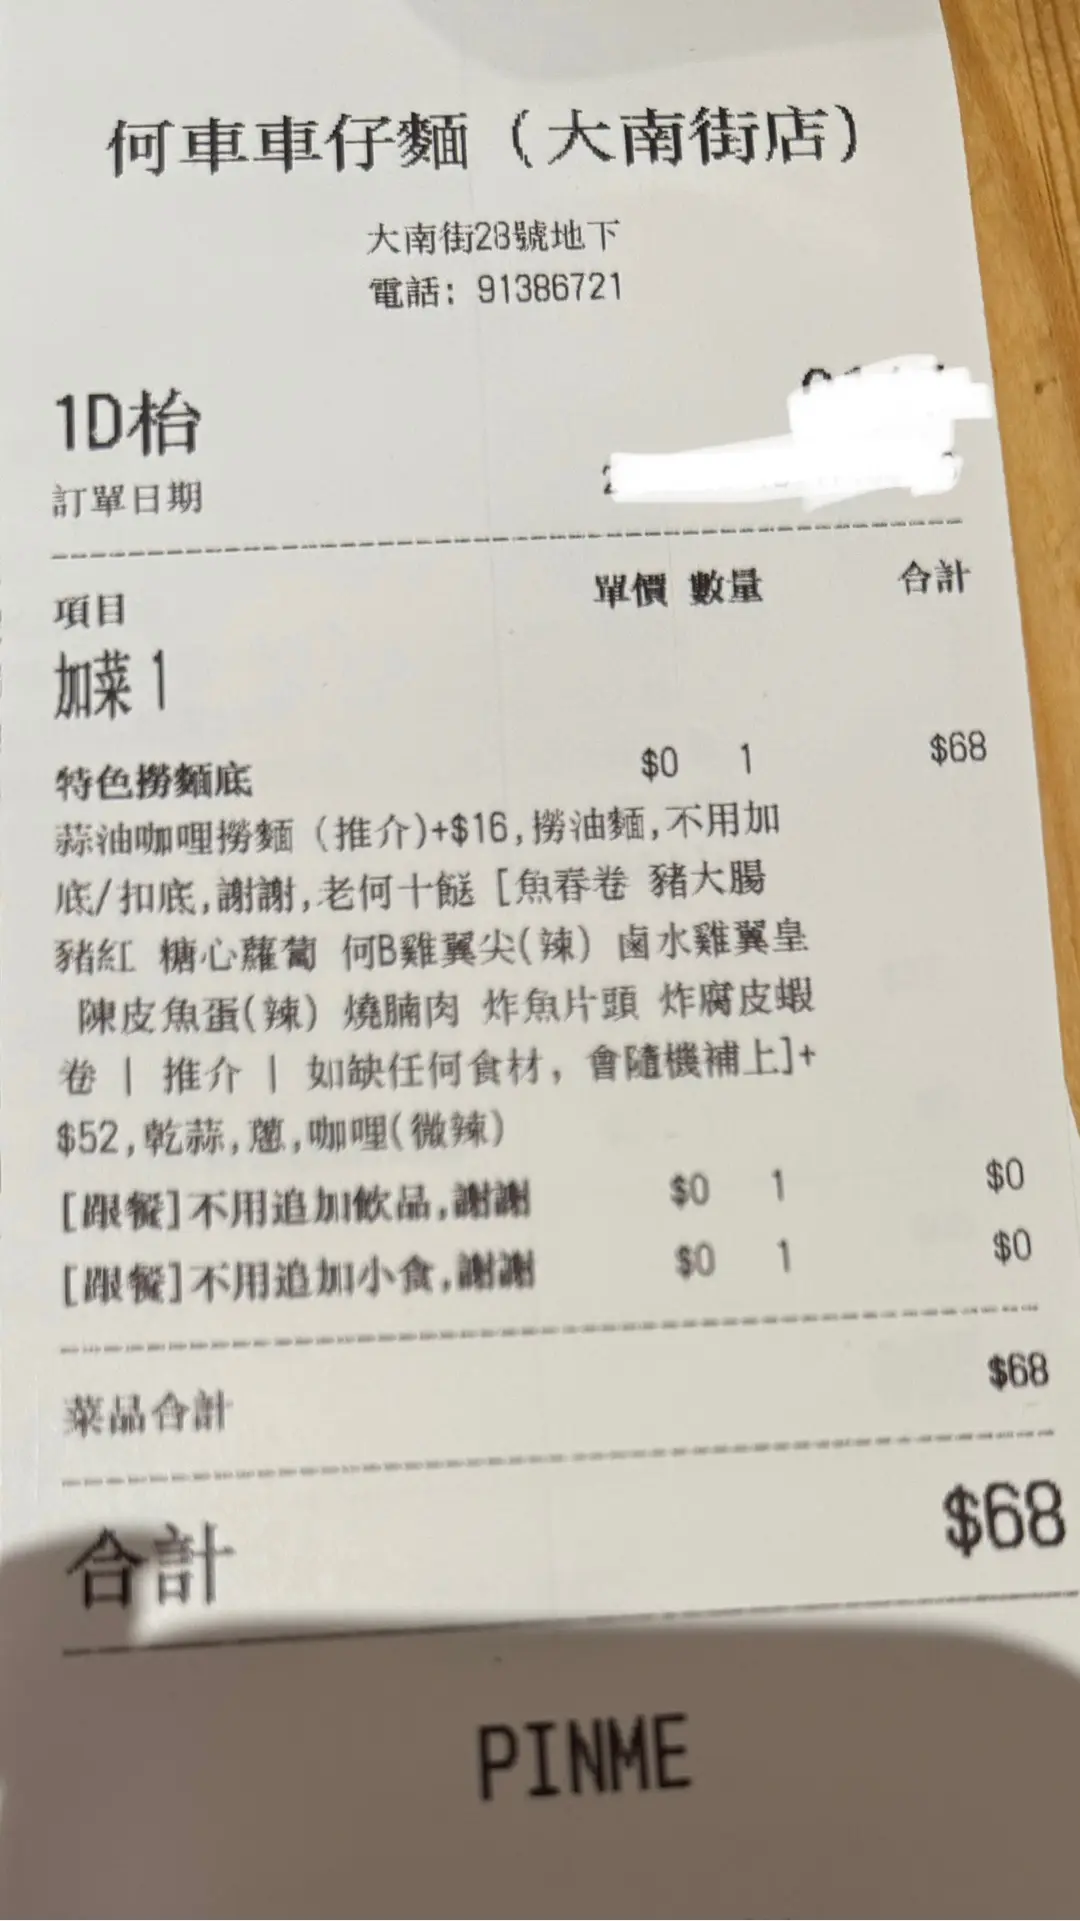 何車車仔麵（大南街店）
大南街28號地下
電話: 91386721
1D枱
訂單日期
項目 單價 數量 合計
加菜 1
特色撈麵底 $0 1 $68
蒜油咖哩撈麵（推介)+$16,撈油麵,不用加
底/扣底,謝謝,老何十餸 [魚春卷 豬大腸
豬紅 糖心蘿蔔 何B雞翼尖(辣) 鹵水雞翼皇
陳皮魚蛋(辣) 燒腩肉 炸魚片頭 炸腐皮蝦
卷 | 推介 | 如缺任何食材, 會隨機補上]+
$52,乾蒜,蔥,咖哩(微辣)
[跟餐]不用追加飲品,謝謝 $0 1 $0
[跟餐]不用追加小食,謝謝 $0 1 $0
菜品合計 $68
合計 $68
PINME